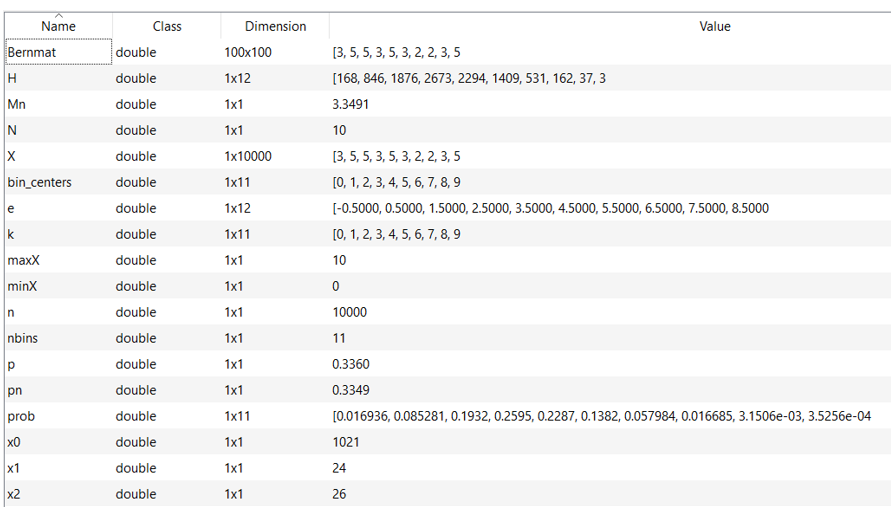 Name Class Dimension Value
Bernmat double 100x100 [3, 5, 5, 3, 5, 3, 2, 2, 3, 5
H double 1x12 [168, 846, 1876, 2673, 2294, 1409, 531, 162, 37, 3
Mn double 1x1 3.3491
N double 1x1 10
X double 1x10000 [3, 5, 5, 3, 5, 3, 2, 2, 3, 5
bin_centers double 1x11 [0, 1, 2, 3, 4, 5, 6, 7, 8, 9
e double 1x12 [-0.5000, 0.5000, 1.5000, 2.5000, 3.5000, 4.5000, 5.5000, 6.5000, 7.5000, 8.5000
k double 1x11 [0, 1, 2, 3, 4, 5, 6, 7, 8, 9
maxX double 1x1 10
minX double 1x1 0
n double 1x1 10000
nbins double 1x1 11
p double 1x1 0.3360
pn double 1x1 0.3349
prob double 1x11 [0.016936, 0.085281, 0.1932, 0.2595, 0.2287, 0.1382, 0.057984, 0.016685, 3.1506e-03, 3.5256e-04
x0 double 1x1 1021
x1 double 1x1 24
x2 double 1x1 26